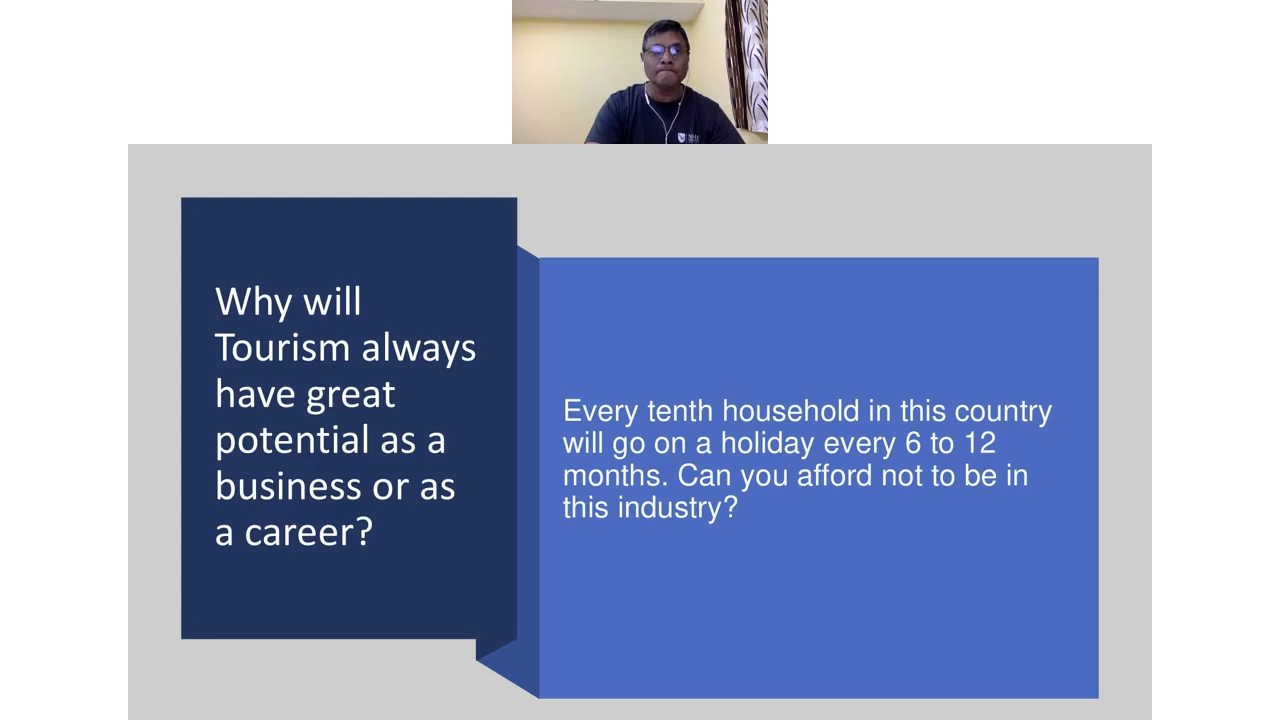 Why will
Tourism always
have great
potential as a
business or as
a career?
Every tenth household in this country
will go on a holiday every 6 to 12
months. Can you afford not to be in
this industry?